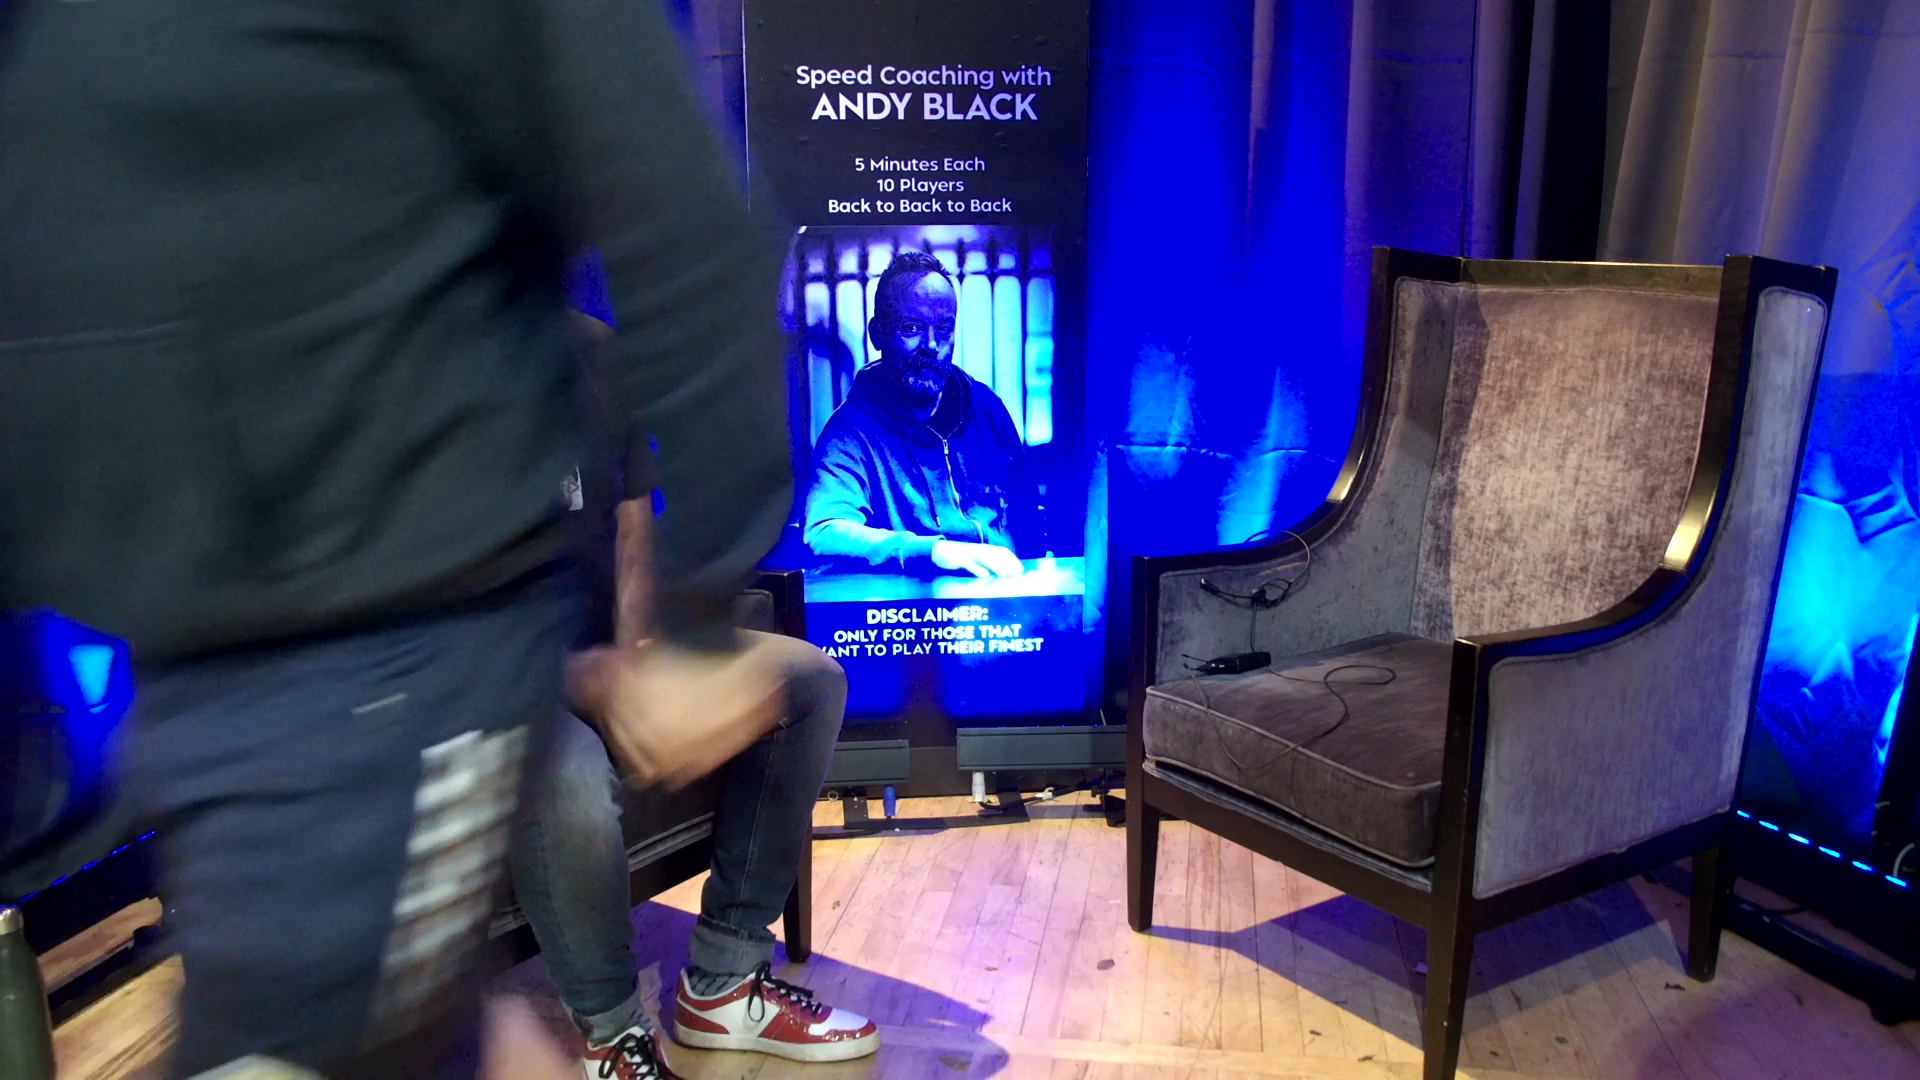 Speed Coaching with
ANDY BLACK
5 Minutes Each
10 Players
Back to Back to Back
DISCLAIMER:
ONLY FOR THOSE THAT
WANT TO PLAY THEIR FINEST